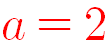 a = 2